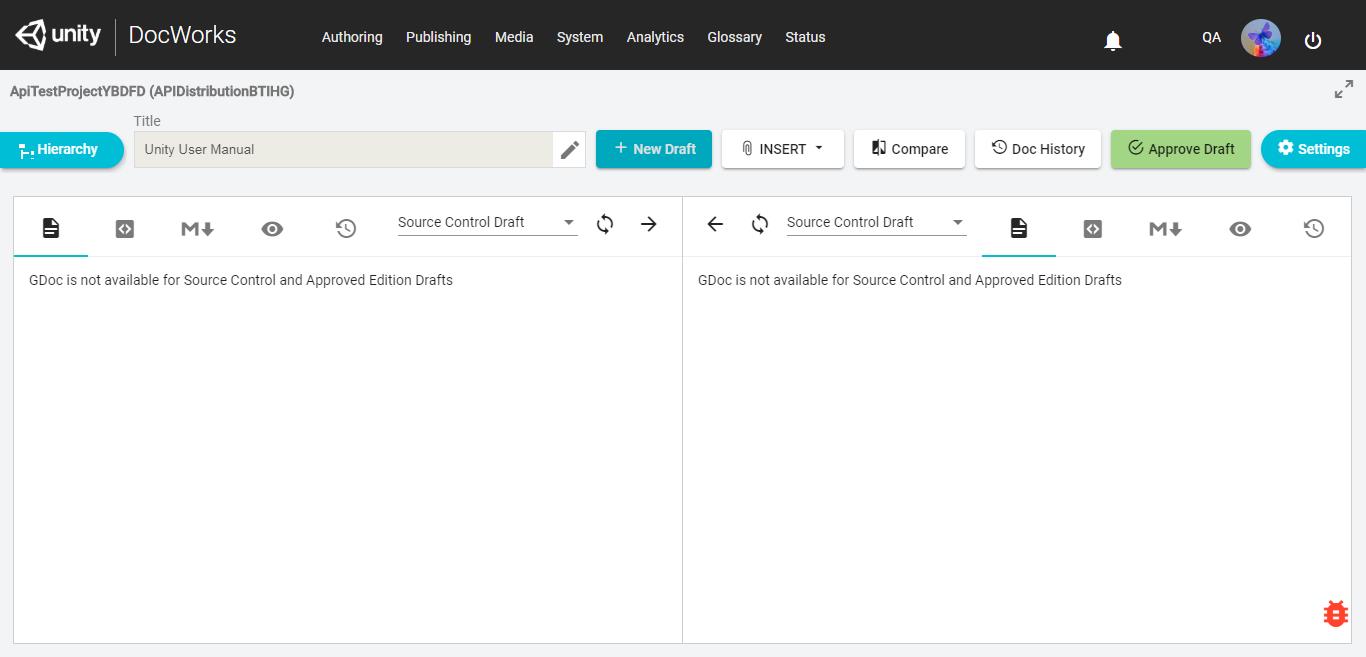 unity DocWorks Authoring Publishing Media System Analytics Glossary Status QA
ApiTestProjectYBDFD (APIDistributionBTIHG)
Title
Hierarchy Unity User Manual + New Draft INSERT Compare Doc History Approve Draft Settings
M Source Control Draft Source Control Draft M
GDoc is not available for Source Control and Approved Edition Drafts GDoc is not available for Source Control and Approved Edition Drafts